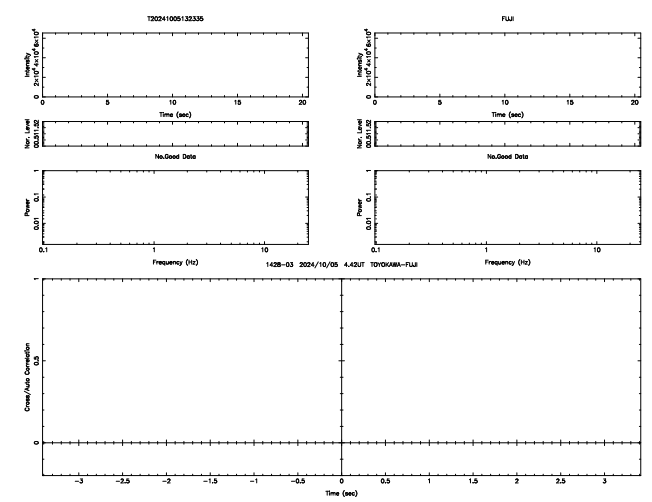 T20241005132335 FUJI
Intensity 0 2×10⁴ 4×10⁴ 6×10⁴
0 5 10 15 20
Time (sec)
Intensity 0 2×10⁴ 4×10⁴ 6×10⁴
0 5 10 15 20
Time (sec)
Nor. Level 00.511.52
Nor. Level 00.511.52
No.Good Data No.Good Data
Power 0.01 0.1 1
0.1 1 10
Frequency (Hz)
Power 0.01 0.1 1
0.1 1 10
Frequency (Hz)
1428-03 2024/10/05 4.42UT TOYOKAWA-FUJI
Cross/Auto Correlation 0 0.5 1
-3 -2.5 -2 -1.5 -1 -0.5 0 0.5 1 1.5 2 2.5 3
Time (sec)